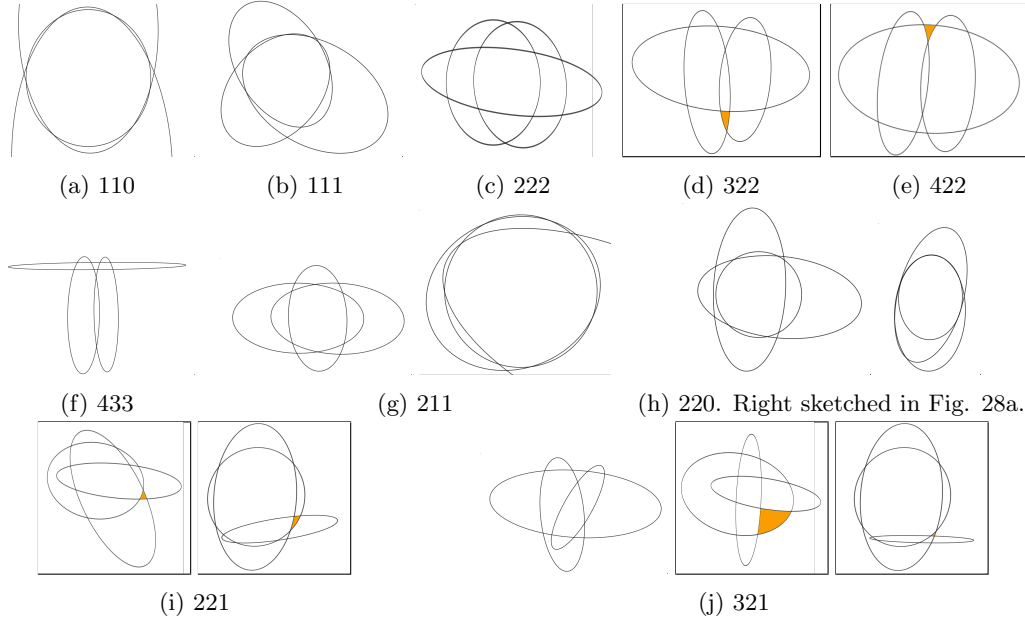 (a) 110
(b) 111
(c) 222
(d) 322
(e) 422
(f) 433
(g) 211
(h) 220. Right sketched in Fig. 28a.
(i) 221
(j) 321